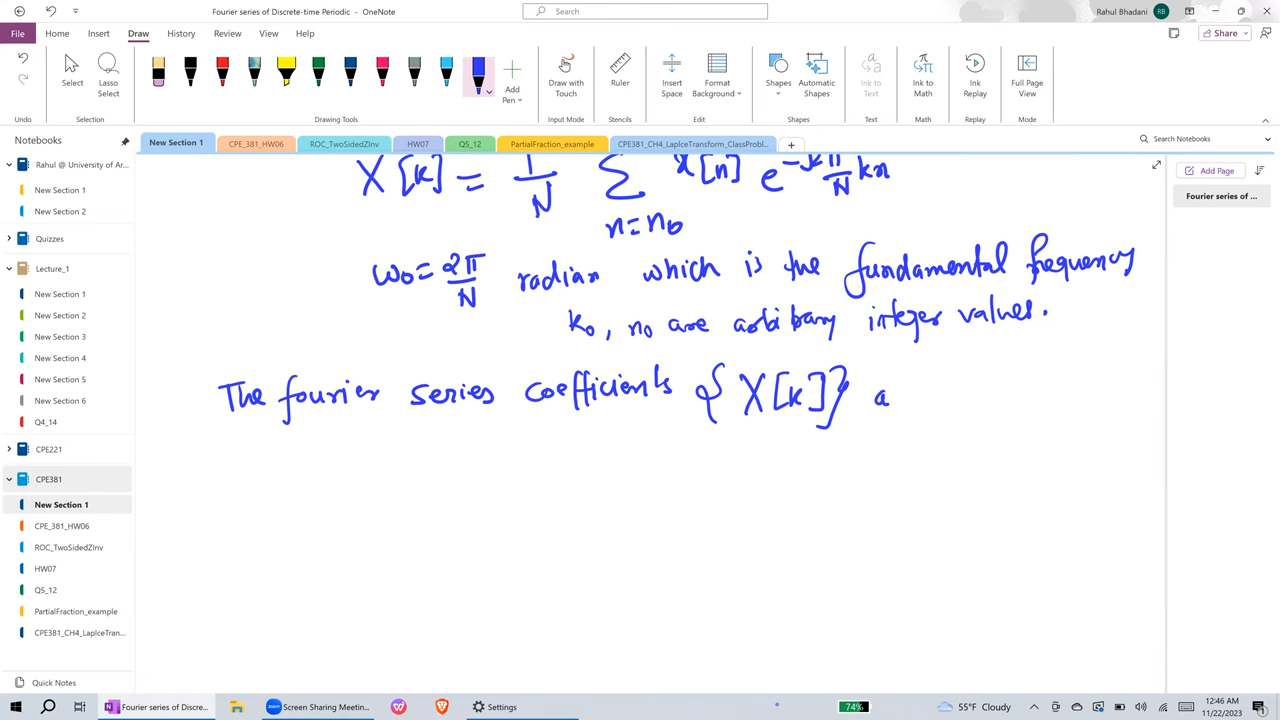 Fourier series of Discrete-time Periodic - OneNote
Search
Rahul Bhadani RB
File Home Insert Draw History Review View Help
Share
Undo
Select
Lasso Select
Add Pen
Draw with Touch
Ruler
Insert Space
Format Background
Shapes
Automatic Shapes
Ink to Text
Ink to Math
Ink Replay
Full Page View
Undo Selection Drawing Tools Input Mode Stencils Edit Shapes Text Math Replay Mode
Notebooks
New Section 1 CPE_381_HW06 ROC_TwoSidedZInv HW07 Q5_12 PartialFraction_example CPE381_CH4_LaplceTransform_ClassProbl...
Search Notebooks
Rahul @ University of Ar...
New Section 1
New Section 2
Quizzes
Lecture_1
New Section 1
New Section 2
New Section 3
New Section 4
New Section 5
New Section 6
Q4_14
CPE221
CPE381
New Section 1
CPE_381_HW06
ROC_TwoSidedZInv
HW07
Q5_12
PartialFraction_example
CPE381_CH4_LaplceTran...
Quick Notes
X[k] = 1/N Σ x[n] e^-j π/N kn
n=n0
ω0 = 2π/N radian which is the fundamental frequency
k0, n0 are arbibary integer values.
The fourier series coefficients {X[k]} a
Add Page
Fourier series of ...
Fourier series of Discre...
Screen Sharing Meetin...
Settings
74%
55°F Cloudy
12:46 AM
11/22/2023